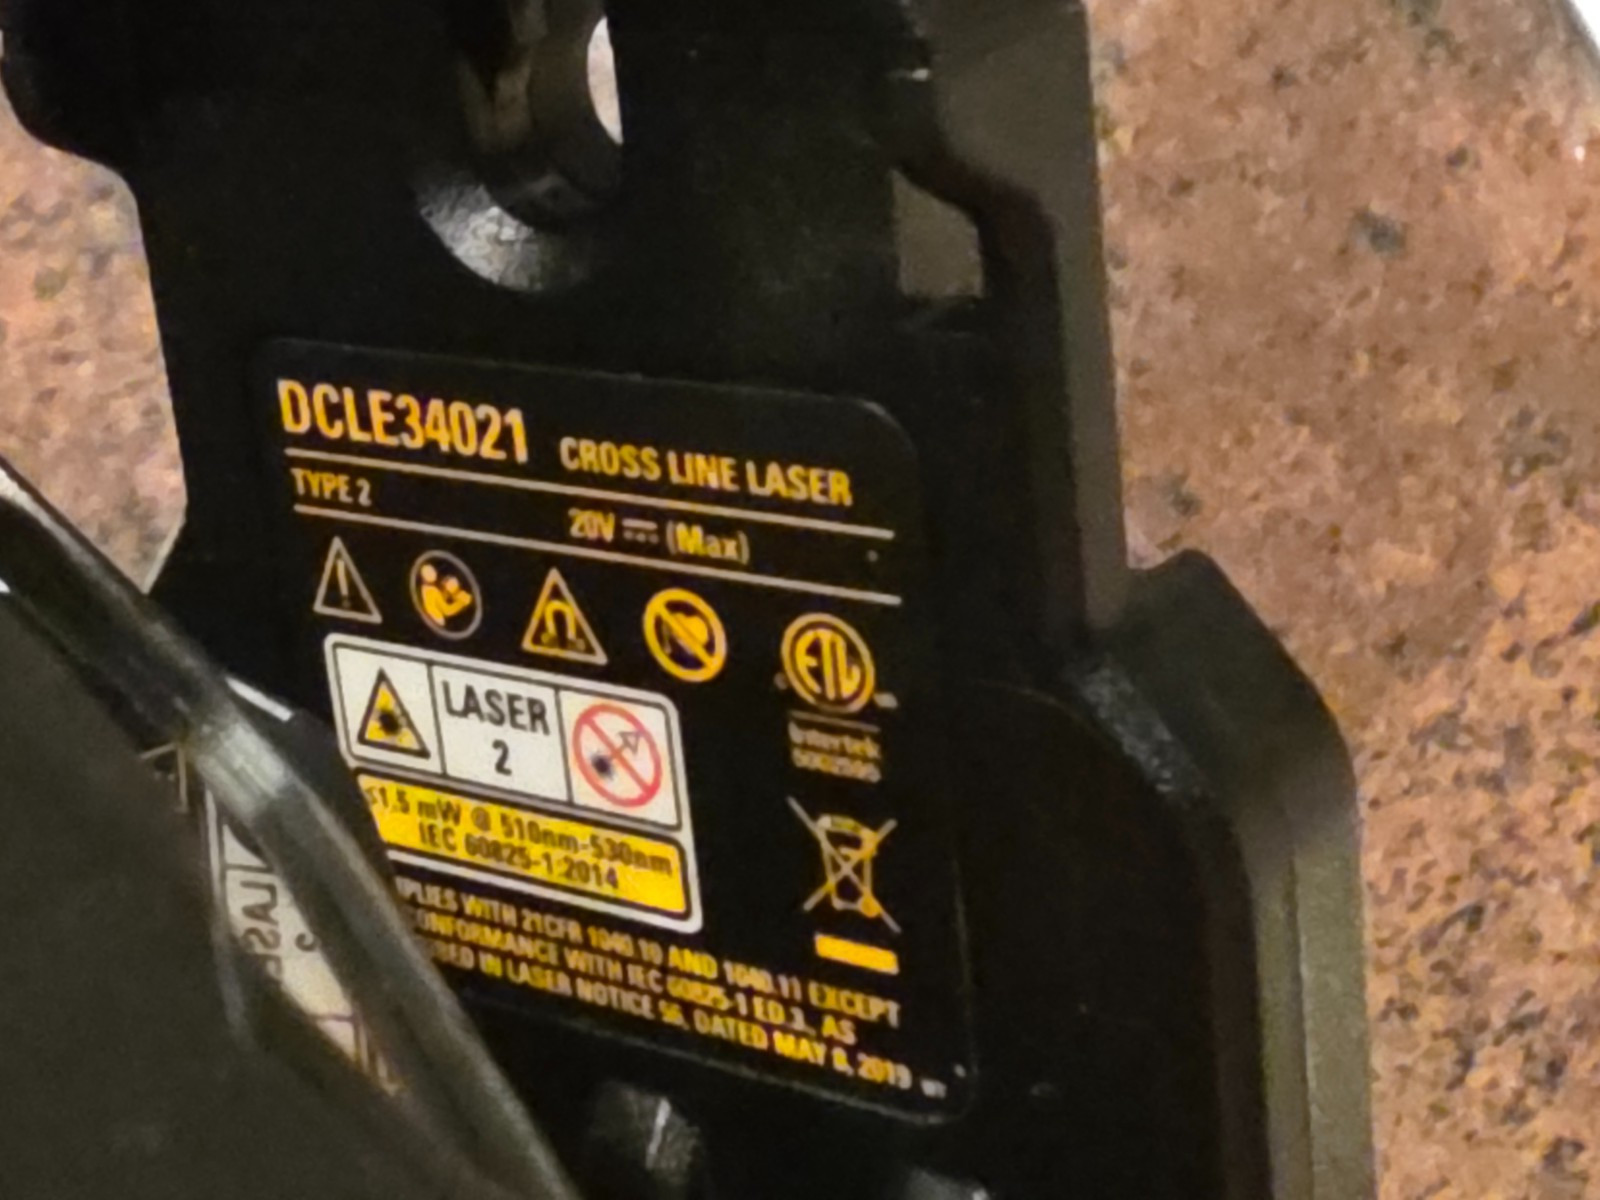 DCLE34021 CROSS LINE LASER
TYPE 2
20V (Max)
ETL
Intertek
LASER
2
≤1.5 mW @ 510nm-530nm
IEC 60825-1:2014
WITH 21CFR 1040.10 AND 1040.11 EXCEPT
CONFORMANCE WITH IEC 60825-1 ED.3., AS
IN LASER NOTICE 56, DATED MAY 8, 2019